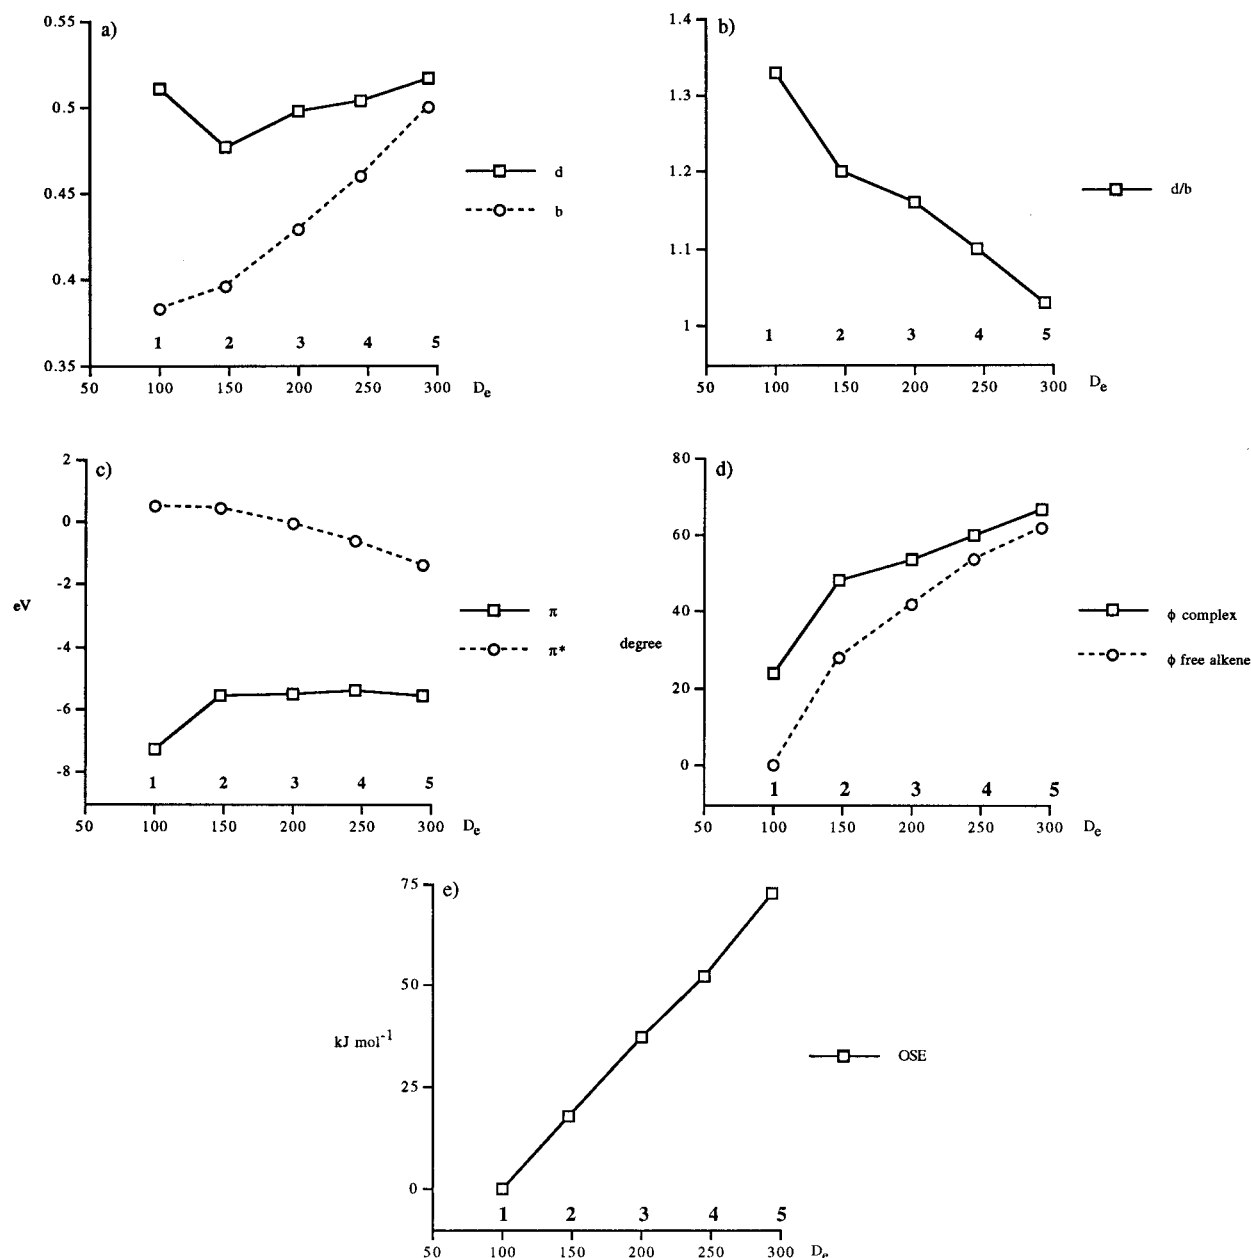 a)
0.55
0.5
0.45
0.4
0.35
1 2 3 4 5
50 100 150 200 250 300 De
d
b
b)
1.4
1.3
1.2
1.1
1
1 2 3 4 5
50 100 150 200 250 300 De
d/b
c)
2
0
-2
-4
-6
-8
eV
1 2 3 4 5
50 100 150 200 250 300 De
π
π*
d)
80
60
40
20
0
degree
1 2 3 4 5
50 100 150 200 250 300 De
ϕ complex
ϕ free alkene
e)
75
50
25
0
kJ mol⁻¹
1 2 3 4 5
50 100 150 200 250 300 De
OSE